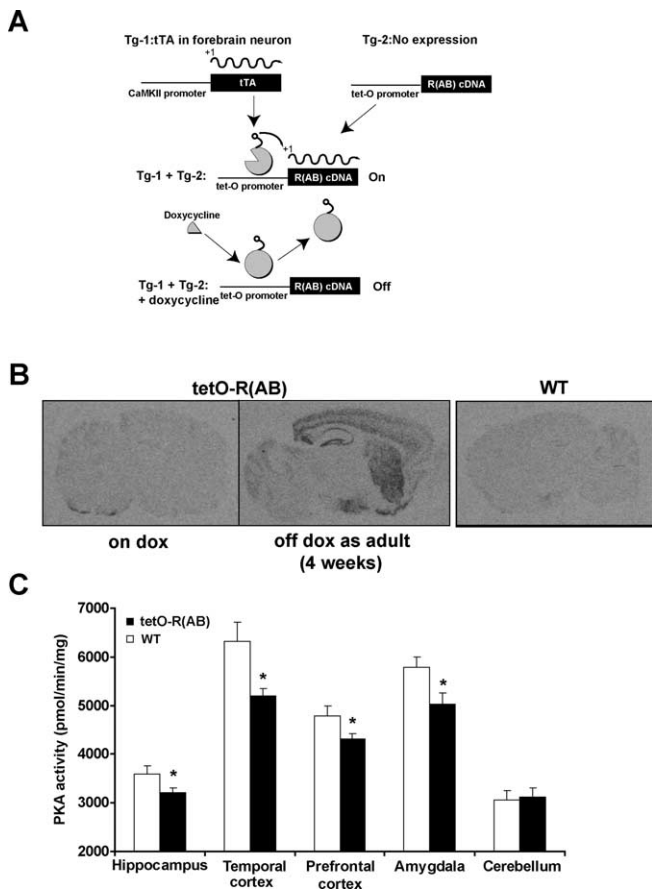 A
Tg-1:tTA in forebrain neuron
Tg-2:No expression
+1
tTA
CaMKII promoter
R(AB) cDNA
tet-O promoter
+1
Tg-1 + Tg-2:
R(AB) cDNA
On
tet-O promoter
Doxycycline
Tg-1 + Tg-2:
+ doxycycline
R(AB) cDNA
Off
tet-O promoter
B
tetO-R(AB)
WT
on dox
off dox as adult
(4 weeks)
C
PKA activity (pmol/min/mg)
7000
6000
5000
4000
3000
2000
tetO-R(AB)
WT
*
*
*
*
Hippocampus
Temporal
cortex
Prefrontal
cortex
Amygdala
Cerebellum